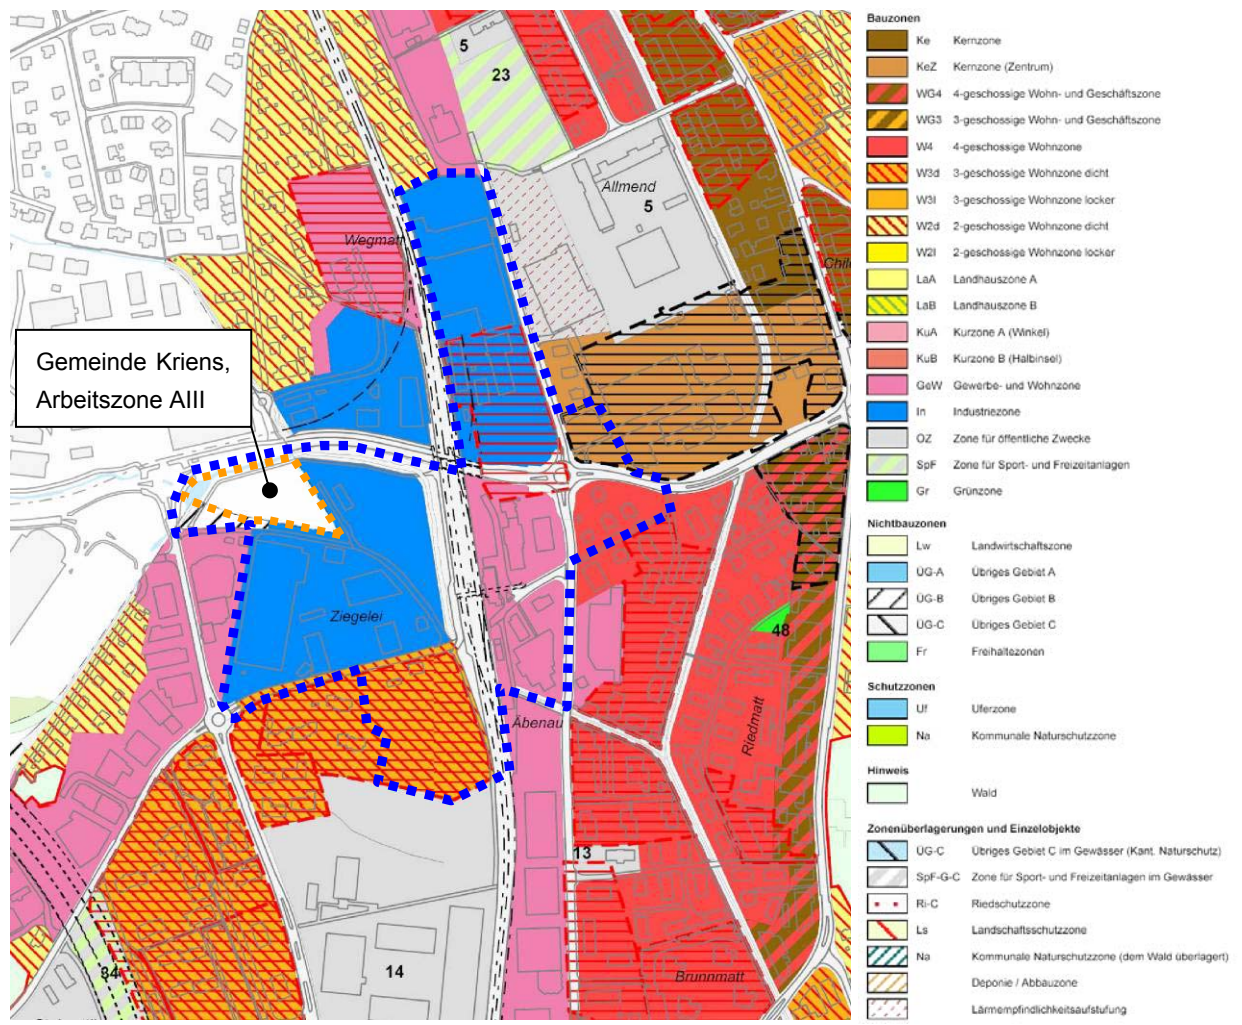 5
23
Allmend
5
Wegmatt
Gemeinde Kriens,
Arbeitszone AIII
Ziegelei
48
Äbenau
Riedmatt
13
14
34
Brunnmatt
Bauzonen
Ke Kernzone
KeZ Kernzone (Zentrum)
WG4 4-geschossige Wohn- und Geschäftszone
WG3 3-geschossige Wohn- und Geschäftszone
W4 4-geschossige Wohnzone
W3d 3-geschossige Wohnzone dicht
W3l 3-geschossige Wohnzone locker
W2d 2-geschossige Wohnzone dicht
W2l 2-geschossige Wohnzone locker
LaA Landhauszone A
LaB Landhauszone B
KuA Kurzone A (Winkel)
KuB Kurzone B (Halbinsel)
GeW Gewerbe- und Wohnzone
In Industriezone
OZ Zone für öffentliche Zwecke
SpF Zone für Sport- und Freizeitanlagen
Gr Grünzone
Nichtbauzonen
Lw Landwirtschaftszone
ÜG-A Übriges Gebiet A
ÜG-B Übriges Gebiet B
ÜG-C Übriges Gebiet C
Fr Freihaltezonen
Schutzzonen
Uf Uferzone
Na Kommunale Naturschutzzone
Hinweis
Wald
Zonenüberlagerungen und Einzelobjekte
ÜG-C Übriges Gebiet C im Gewässer (Kant. Naturschutz)
SpF-G-C Zone für Sport- und Freizeitanlagen im Gewässer
Ri-C Riedschutzzone
Ls Landschaftsschutzzone
Na Kommunale Naturschutzzone (dem Wald überlagert)
Deponie / Abbauzone
Lärmempfindlichkeitsaufstufung